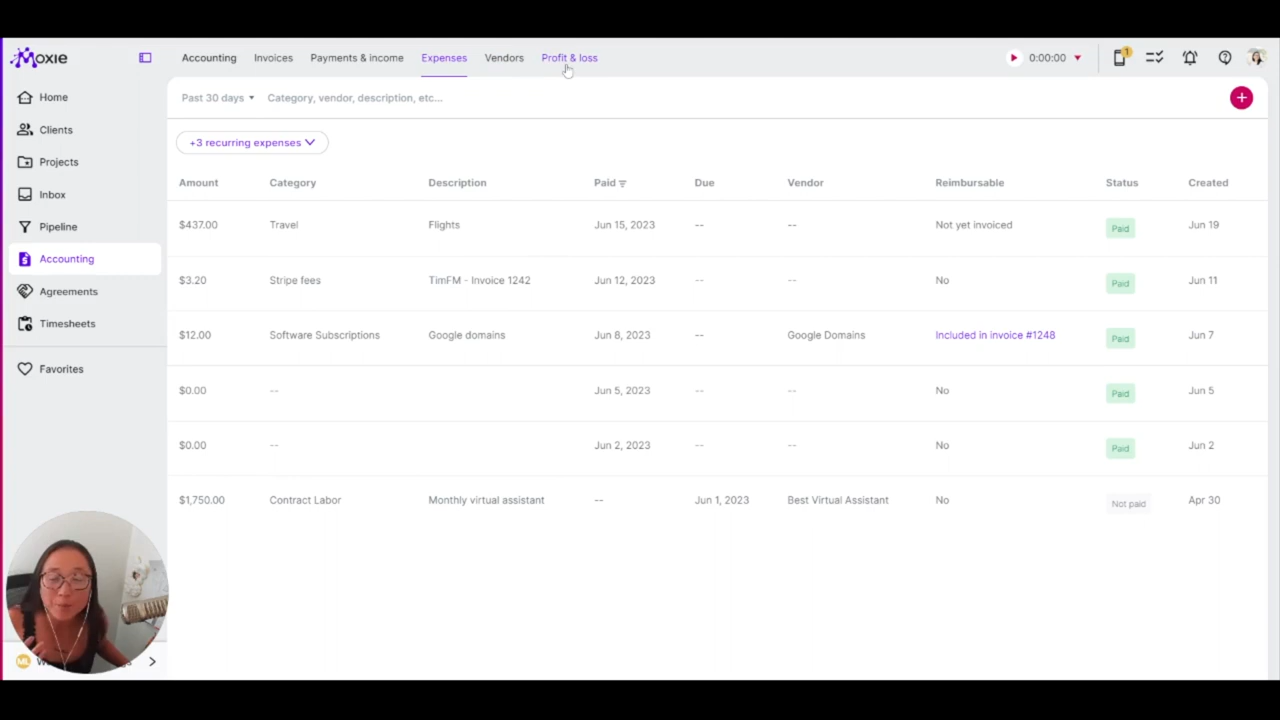 Moxie
Accounting Invoices Payments & income Expenses Vendors Profit & loss 0:00:00 1
Home
Clients
Projects
Inbox
Pipeline
Accounting
Agreements
Timesheets
Favorites
ML
Past 30 days Category, vendor, description, etc...
+3 recurring expenses
Amount Category Description Paid Due Vendor Reimbursable Status Created
$437.00 Travel Flights Jun 15, 2023 -- -- Not yet invoiced Paid Jun 19
$3.20 Stripe fees TimFM - Invoice 1242 Jun 12, 2023 -- -- No Paid Jun 11
$12.00 Software Subscriptions Google domains Jun 8, 2023 -- Google Domains Included in invoice #1248 Paid Jun 7
$0.00 -- Jun 5, 2023 -- -- No Paid Jun 5
$0.00 -- Jun 2, 2023 -- -- No Paid Jun 2
$1,750.00 Contract Labor Monthly virtual assistant -- Jun 1, 2023 Best Virtual Assistant No Not paid Apr 30